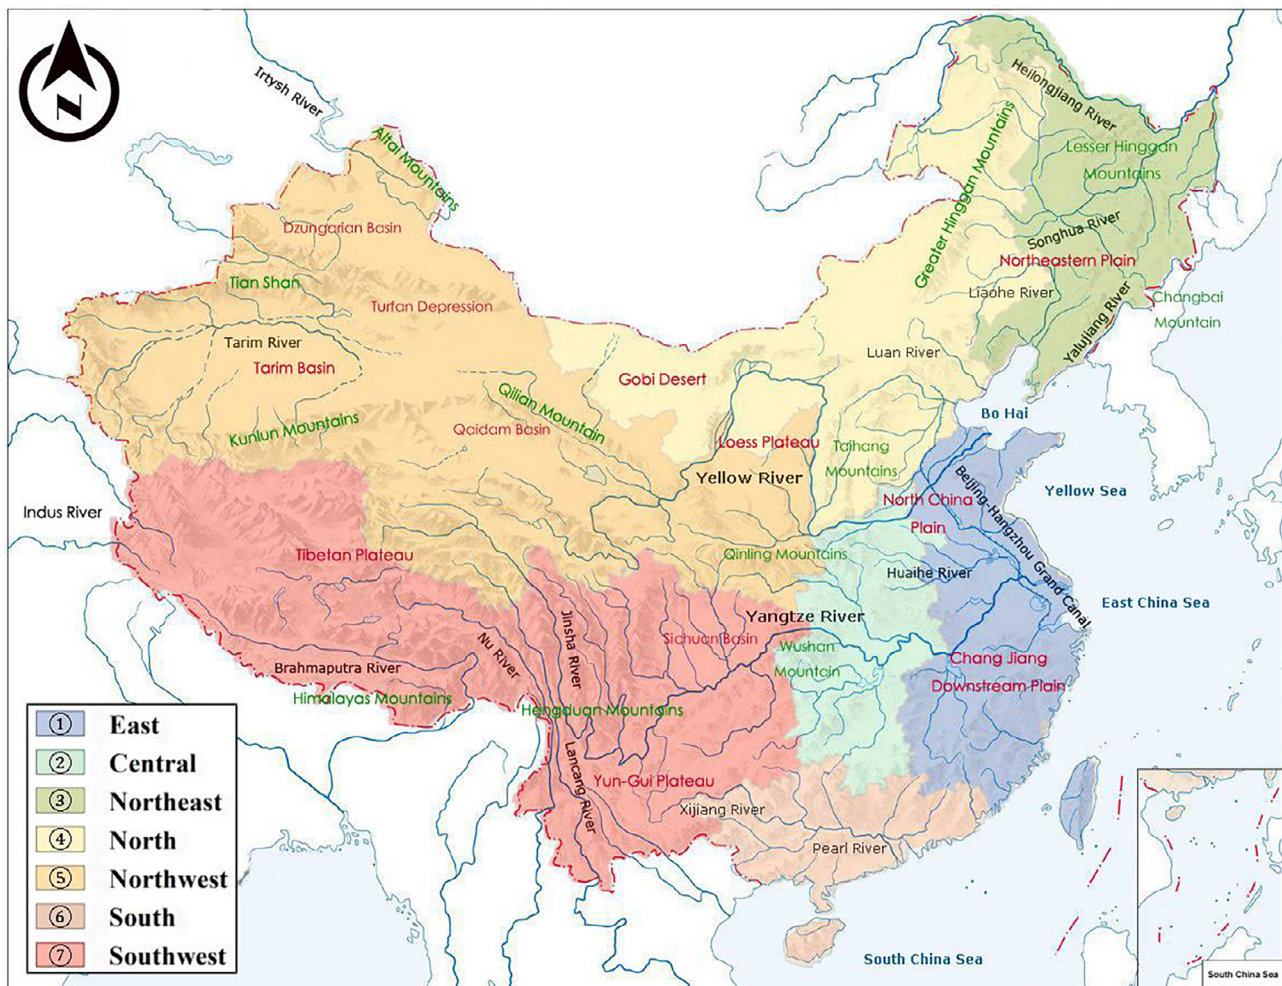 N
Irtysh River
Altai Mountains
Heilongjiang River
Lesser Hinggan
Mountains
Greater Hinggan Mountains
Dzungarian Basin
Songhua River
Northeastern Plain
Tian Shan
Turfan Depression
Liaohe River
Yalujiang River
Changbai
Mountain
Tarim River
Tarim Basin
Luan River
Gobi Desert
Qilian Mountain
Bo Hai
Kunlun Mountains
Qaidam Basin
Loess Plateau
Taihang
Mountains
Yellow River
Beijing-Hangzhou Grand Canal
Yellow Sea
North China
Plain
Indus River
Tibetan Plateau
Qinling Mountains
Huaihe River
East China Sea
Jinsha River
Yangtze River
Sichuan Basin
Nu River
Wushan
Mountain
Chang Jiang
Downstream Plain
Brahmaputra River
Himalayas Mountains
Hengduan Mountains
Lancang River
Yun-Gui Plateau
Xijiang River
Pearl River
South China Sea
① East
② Central
③ Northeast
④ North
⑤ Northwest
⑥ South
⑦ Southwest
South China Sea